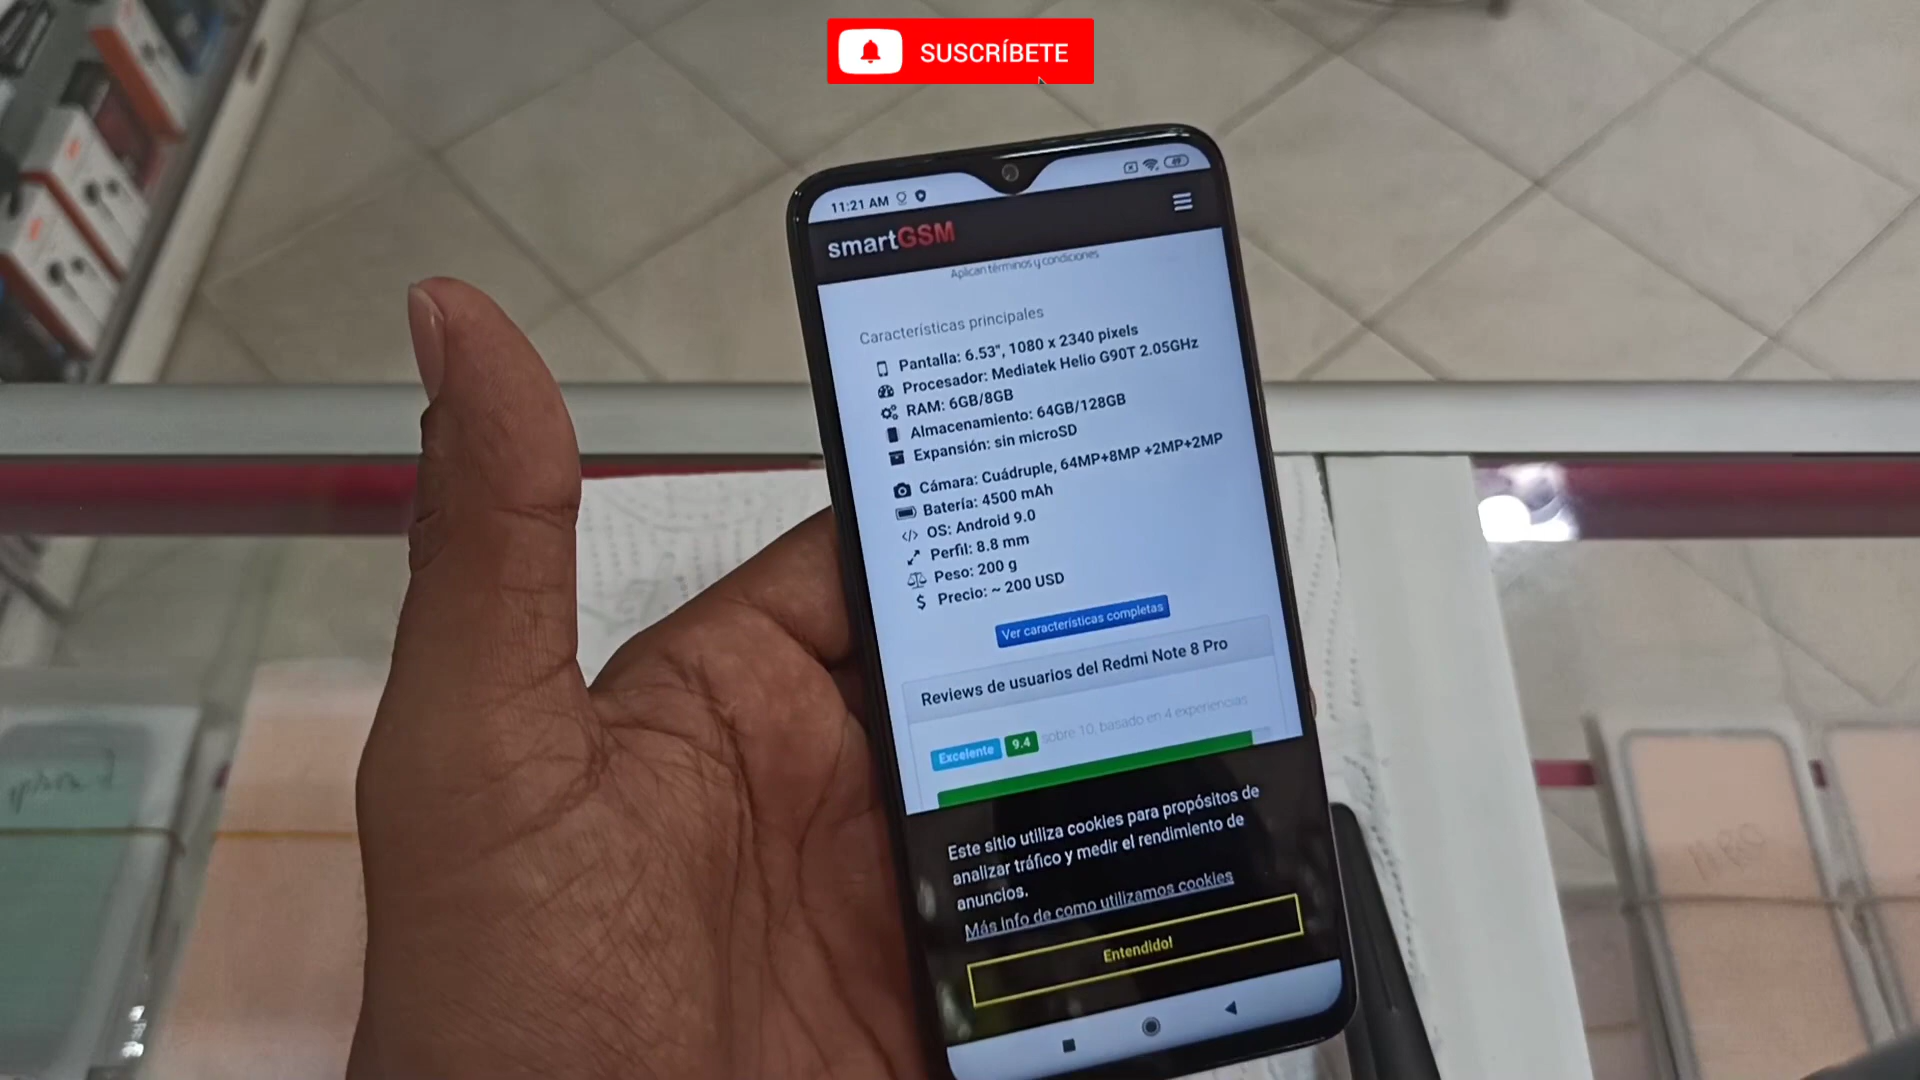 SUSCRÍBETE
11:21 AM
49
smartGSM
Aplican términos y condiciones
Características principales
Pantalla: 6.53", 1080 x 2340 pixels
Procesador: Mediatek Helio G90T 2.05GHz
RAM: 6GB/8GB
Almacenamiento: 64GB/128GB
Expansión: sin microSD
Cámara: Cuádruple, 64MP+8MP +2MP+2MP
Batería: 4500 mAh
OS: Android 9.0
Perfil: 8.8 mm
Peso: 200 g
Precio: ~ 200 USD
Ver características completas
Reviews de usuarios del Redmi Note 8 Pro
Excelente 9.4 sobre 10, basado en 4 experiencias
Este sitio utiliza cookies para propósitos de
analizar tráfico y medir el rendimiento de
anuncios.
Más info de como utilizamos cookies
Entendido!